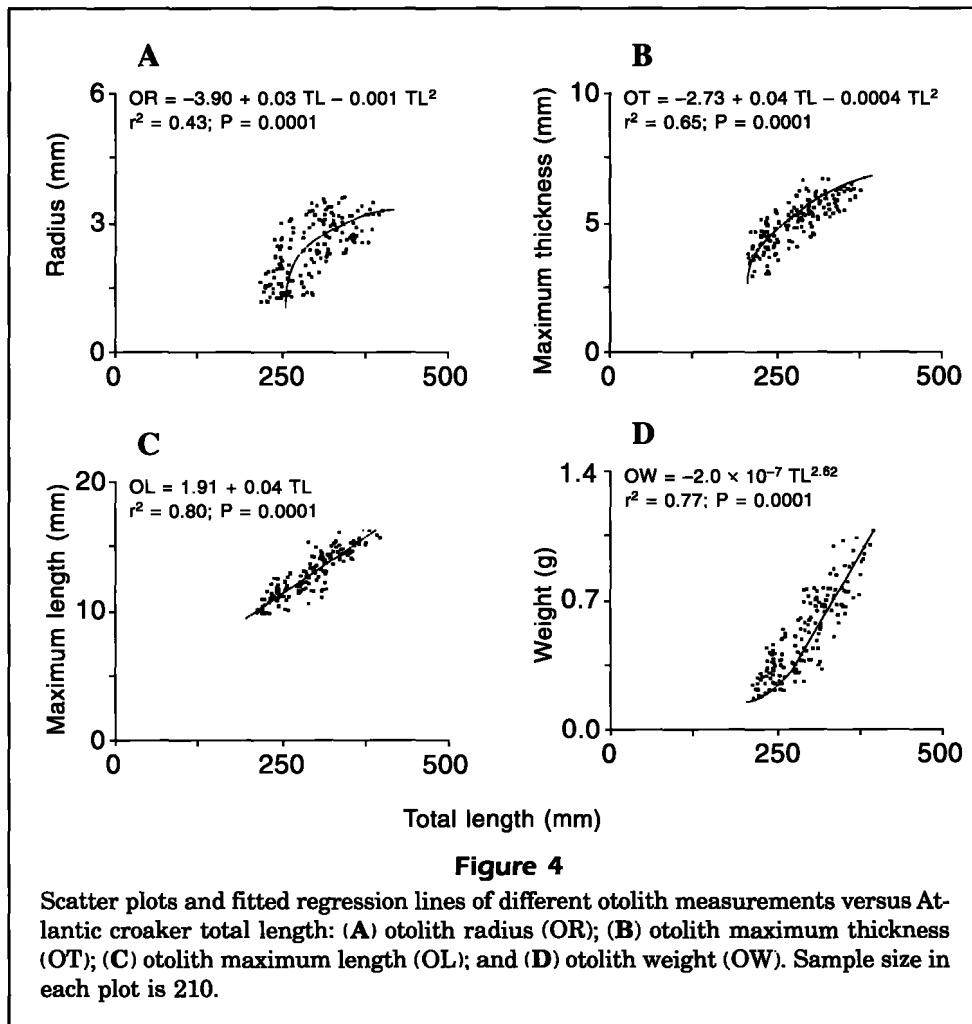 A
OR = −3.90 + 0.03 TL − 0.001 TL²
r² = 0.43; P = 0.0001
6
3
0
Radius (mm)
0
250
500
B
OT = −2.73 + 0.04 TL − 0.0004 TL²
r² = 0.65; P = 0.0001
10
5
0
Maximum thickness (mm)
0
250
500
C
OL = 1.91 + 0.04 TL
r² = 0.80; P = 0.0001
20
10
0
Maximum length (mm)
0
250
500
D
OW = −2.0 × 10⁻⁷ TL²·⁶²
r² = 0.77; P = 0.0001
1.4
0.7
0.0
Weight (g)
0
250
500
Total length (mm)
Figure 4
Scatter plots and fitted regression lines of different otolith measurements versus At-
lantic croaker total length: (A) otolith radius (OR); (B) otolith maximum thickness
(OT); (C) otolith maximum length (OL); and (D) otolith weight (OW). Sample size in
each plot is 210.